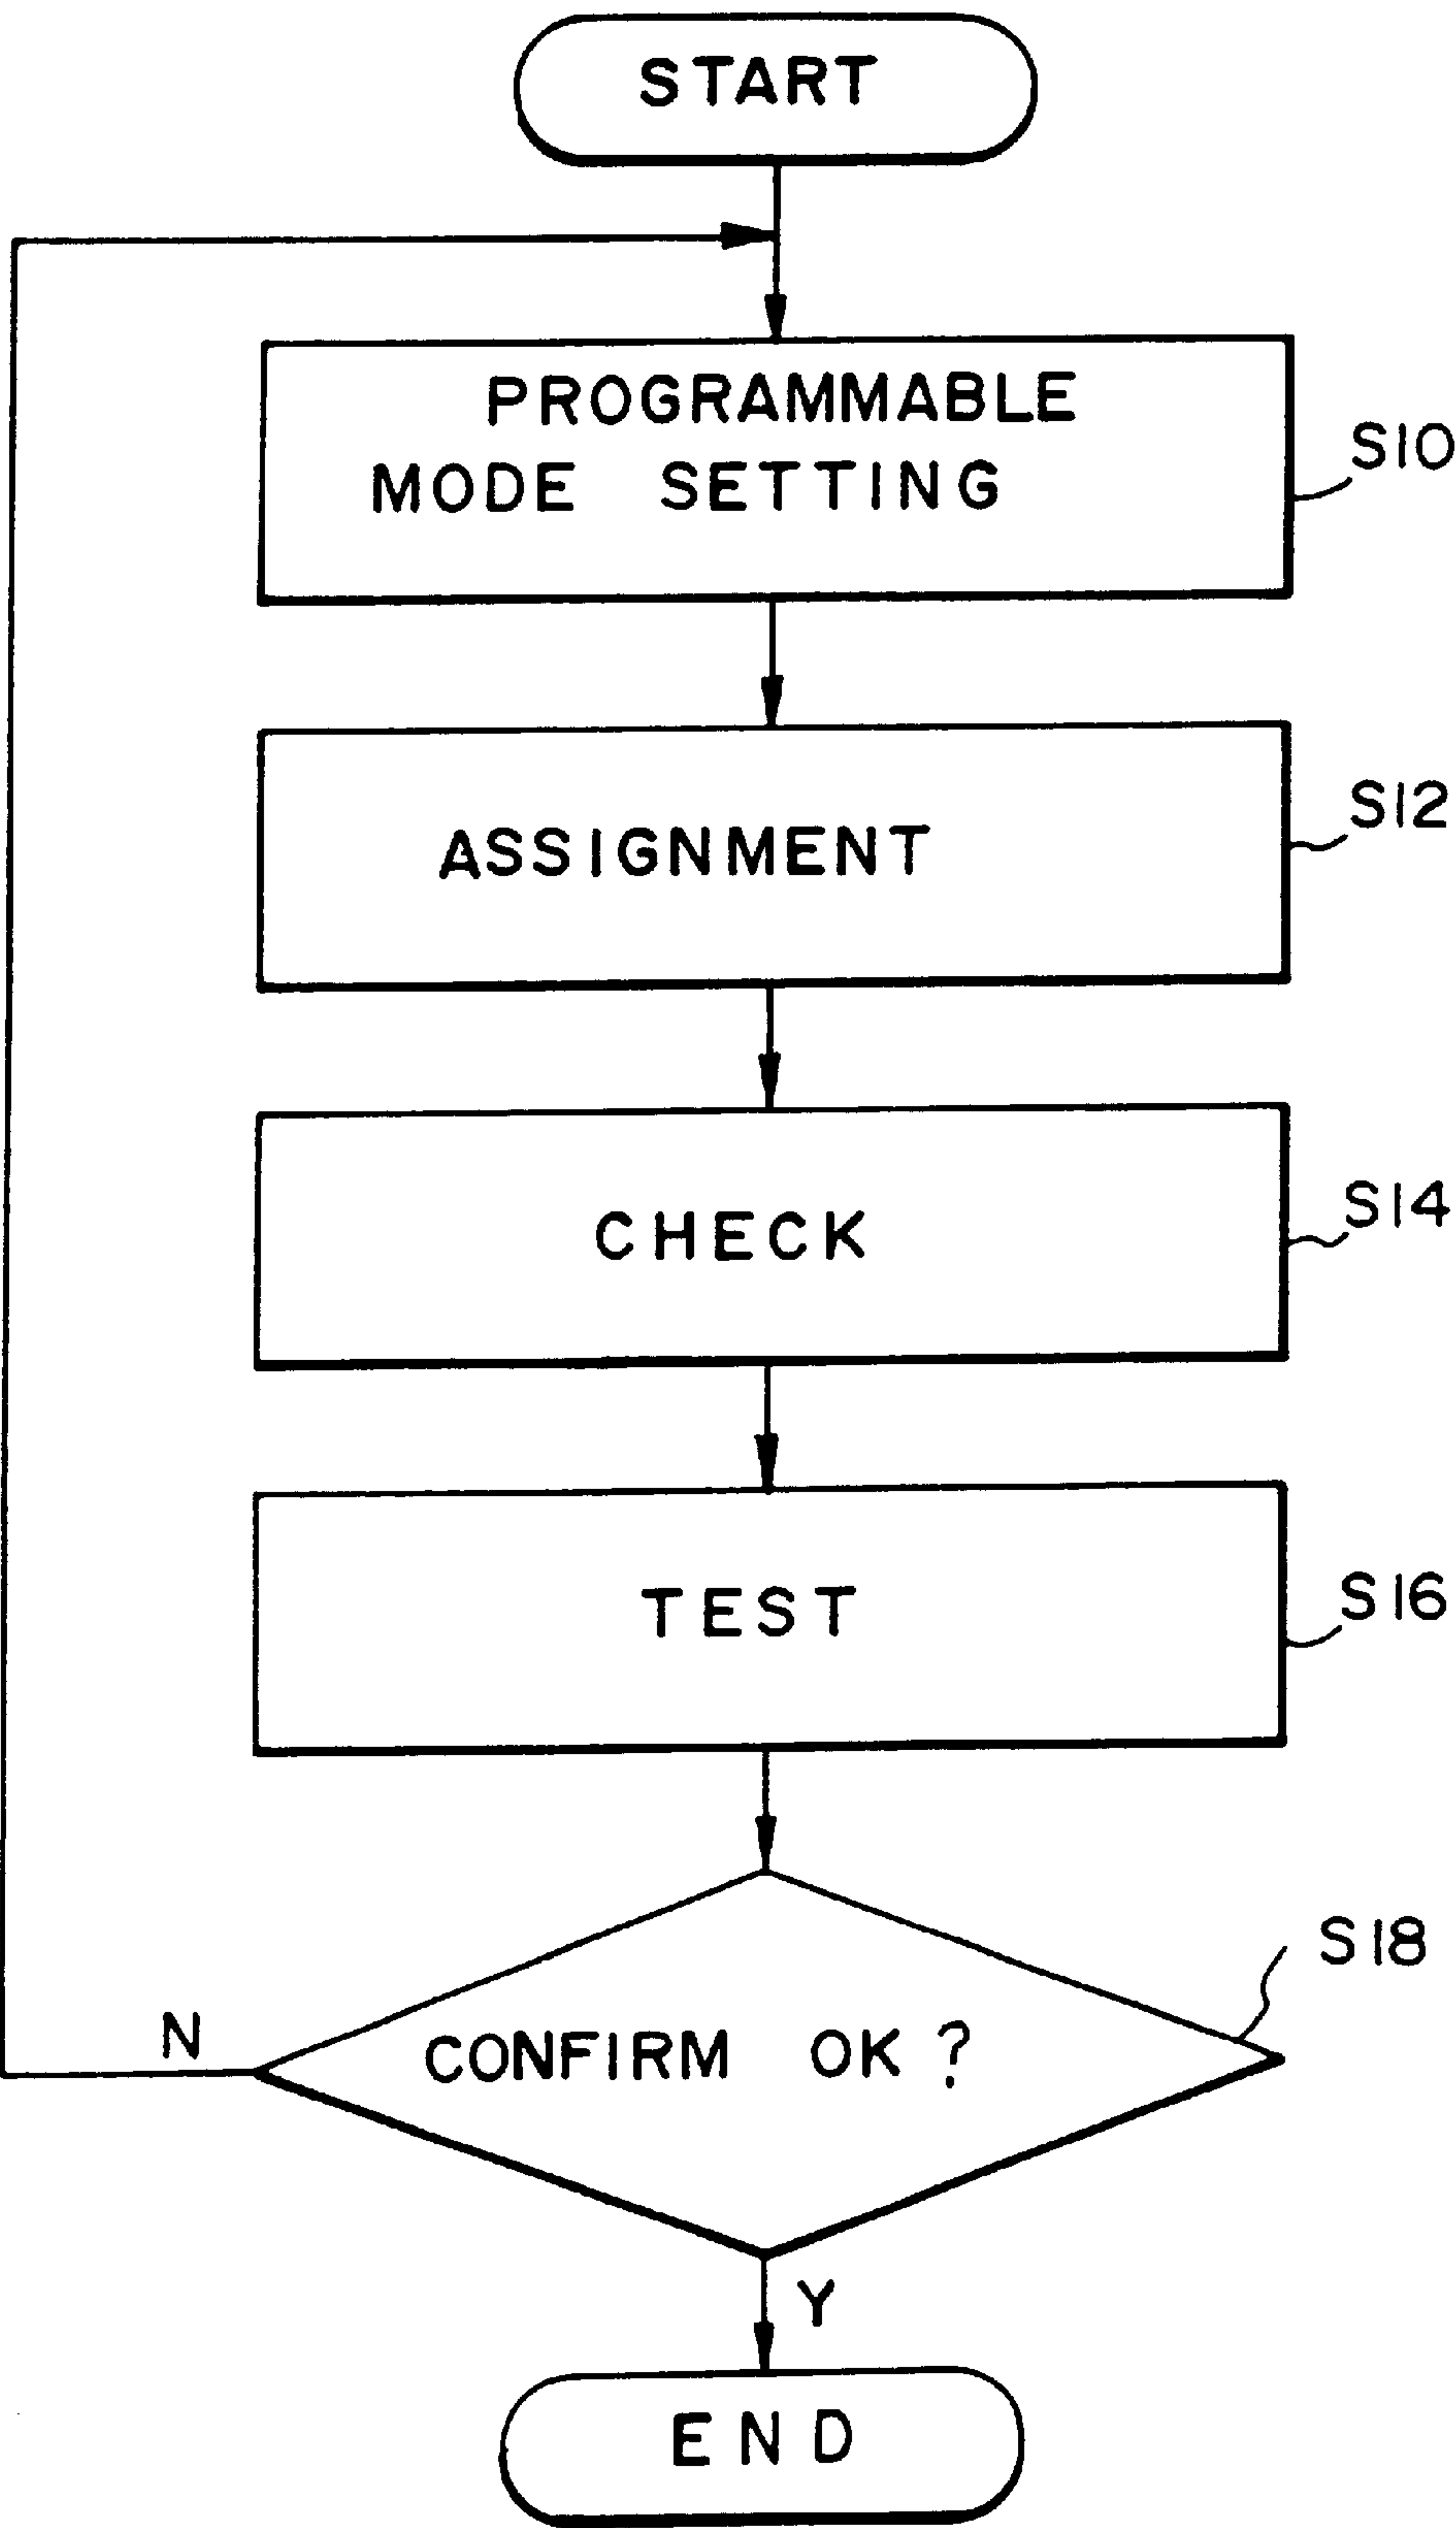 START
PROGRAMMABLE
MODE SETTING
S10
ASSIGNMENT
S12
CHECK
S14
TEST
S16
CONFIRM OK?
S18
N
Y
END